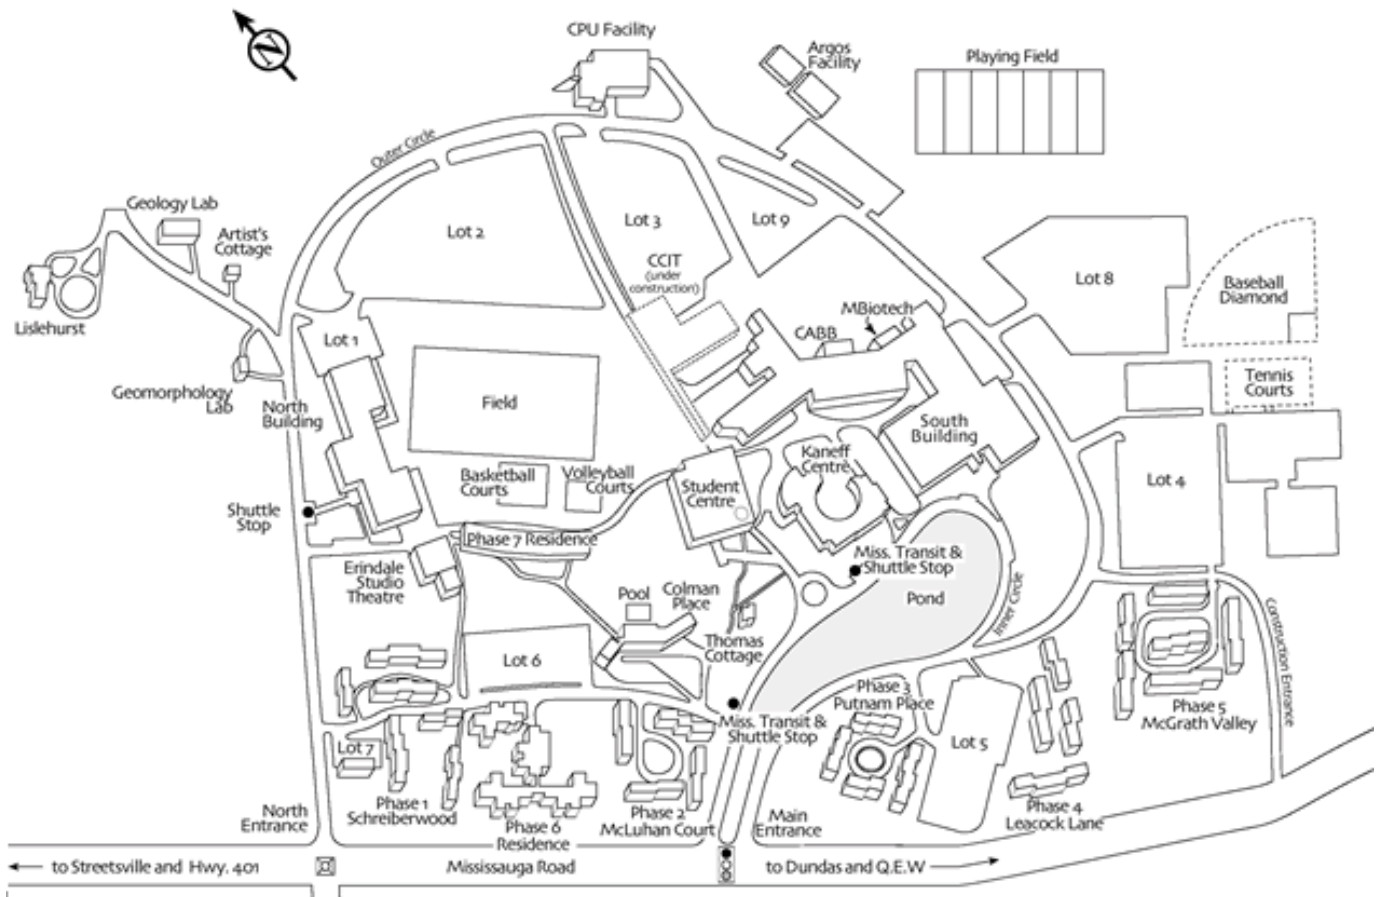 N
CPU Facility
Argos
Facility
Playing Field
Outer Circle
Geology Lab
Artist's
Cottage
Lislehurst
Geomorphology
Lab
Lot 2
Lot 3
Lot 9
CCIT
(under
construction)
Lot 8
Baseball
Diamond
MBiotech
CABB
Lot 1
North
Building
Field
Tennis
Courts
South
Building
Kaneff
Centre
Basketball
Courts
Volleyball
Courts
Student
Centre
Lot 4
Shuttle
Stop
Phase 7 Residence
Erindale
Studio
Theatre
Miss. Transit &
Shuttle Stop
Pool
Colman
Place
Pond
Inner Circle
Construction Entrance
Thomas
Cottage
Lot 6
Phase 3
Putnam Place
Phase 5
McGrath Valley
Miss. Transit &
Shuttle Stop
Lot 7
Lot 5
Phase 1
Schreiberwood
Phase 6
Residence
Phase 2
McLuhan Court
Phase 4
Leacock Lane
North
Entrance
Main
Entrance
to Streetsville and Hwy. 401
Mississauga Road
to Dundas and Q.E.W